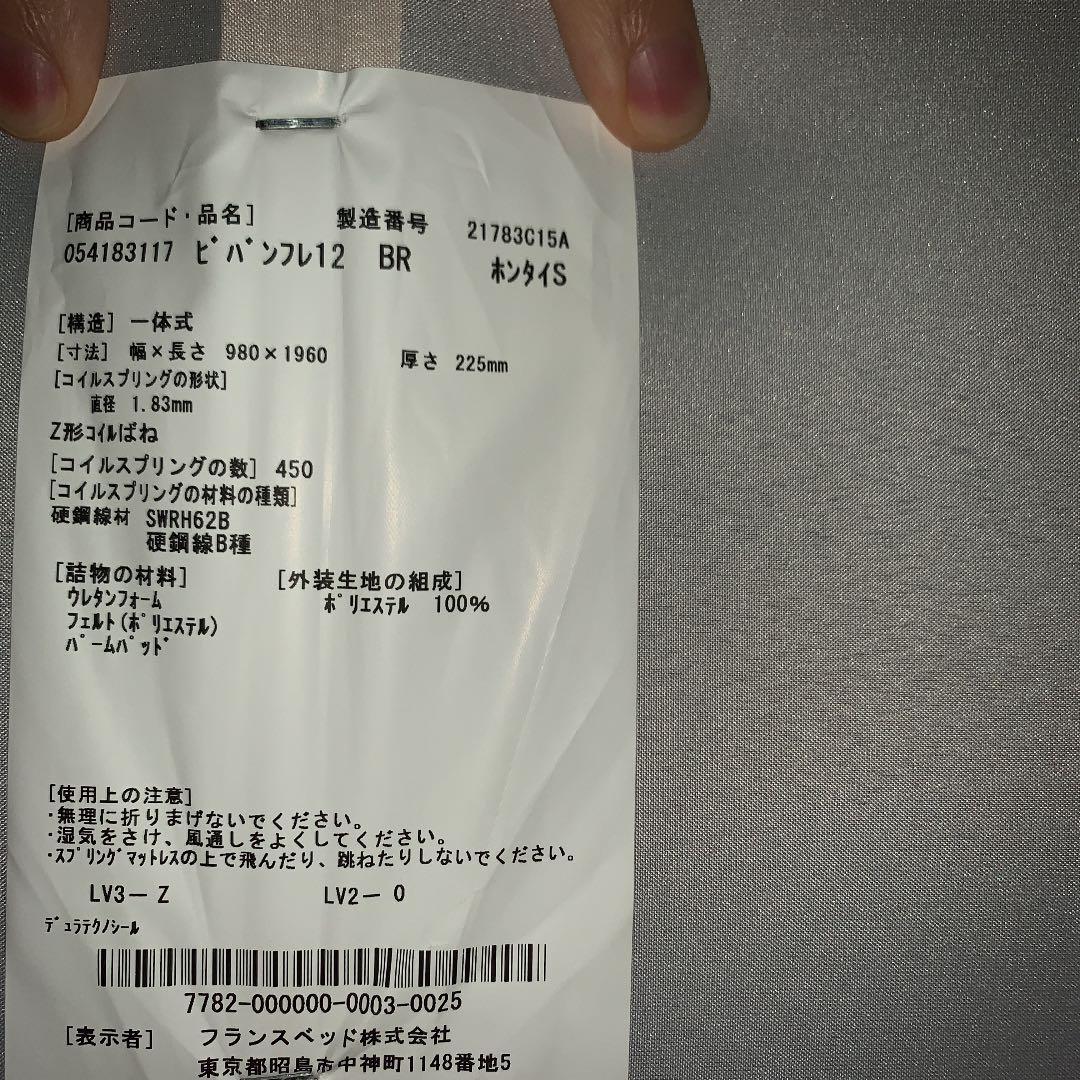 [商品コード・品名] 製造番号 21783C15A
054183117 ビバンフレ12 BR ホンタイS
[構造] 一体式
[寸法] 幅×長さ 980×1960 厚さ 225mm
[コイルスプリングの形状]
直径 1.83mm
Z形コイルばね
[コイルスプリングの数] 450
[コイルスプリングの材料の種類]
硬鋼線材 SWRH62B
硬鋼線B種
[詰物の材料] [外装生地の組成]
ウレタンフォーム ポリエステル 100%
フェルト(ポリエステル)
パームパッド
[使用上の注意]
・無理に折りまげないでください。
・湿気をさけ、風通しをよくしてください。
・スプリングマットレスの上で飛んだり、跳ねたりしないでください。
LV3－Z LV2－0
デュラテクノシール
7782-000000-0003-0025
[表示者] フランスベッド株式会社
東京都昭島市中神町1148番地5